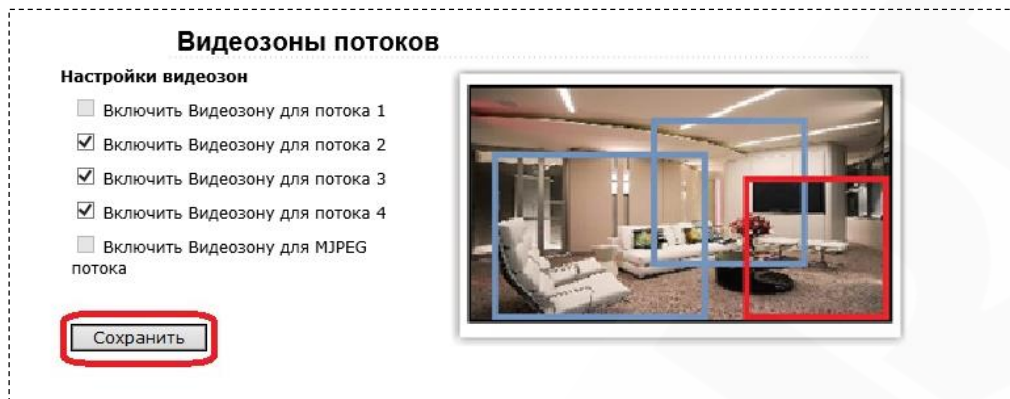 Видеозоны потоков
Настройки видеозон
Включить Видеозону для потока 1
Включить Видеозону для потока 2
Включить Видеозону для потока 3
Включить Видеозону для потока 4
Включить Видеозону для MJPEG
потока
Сохранить